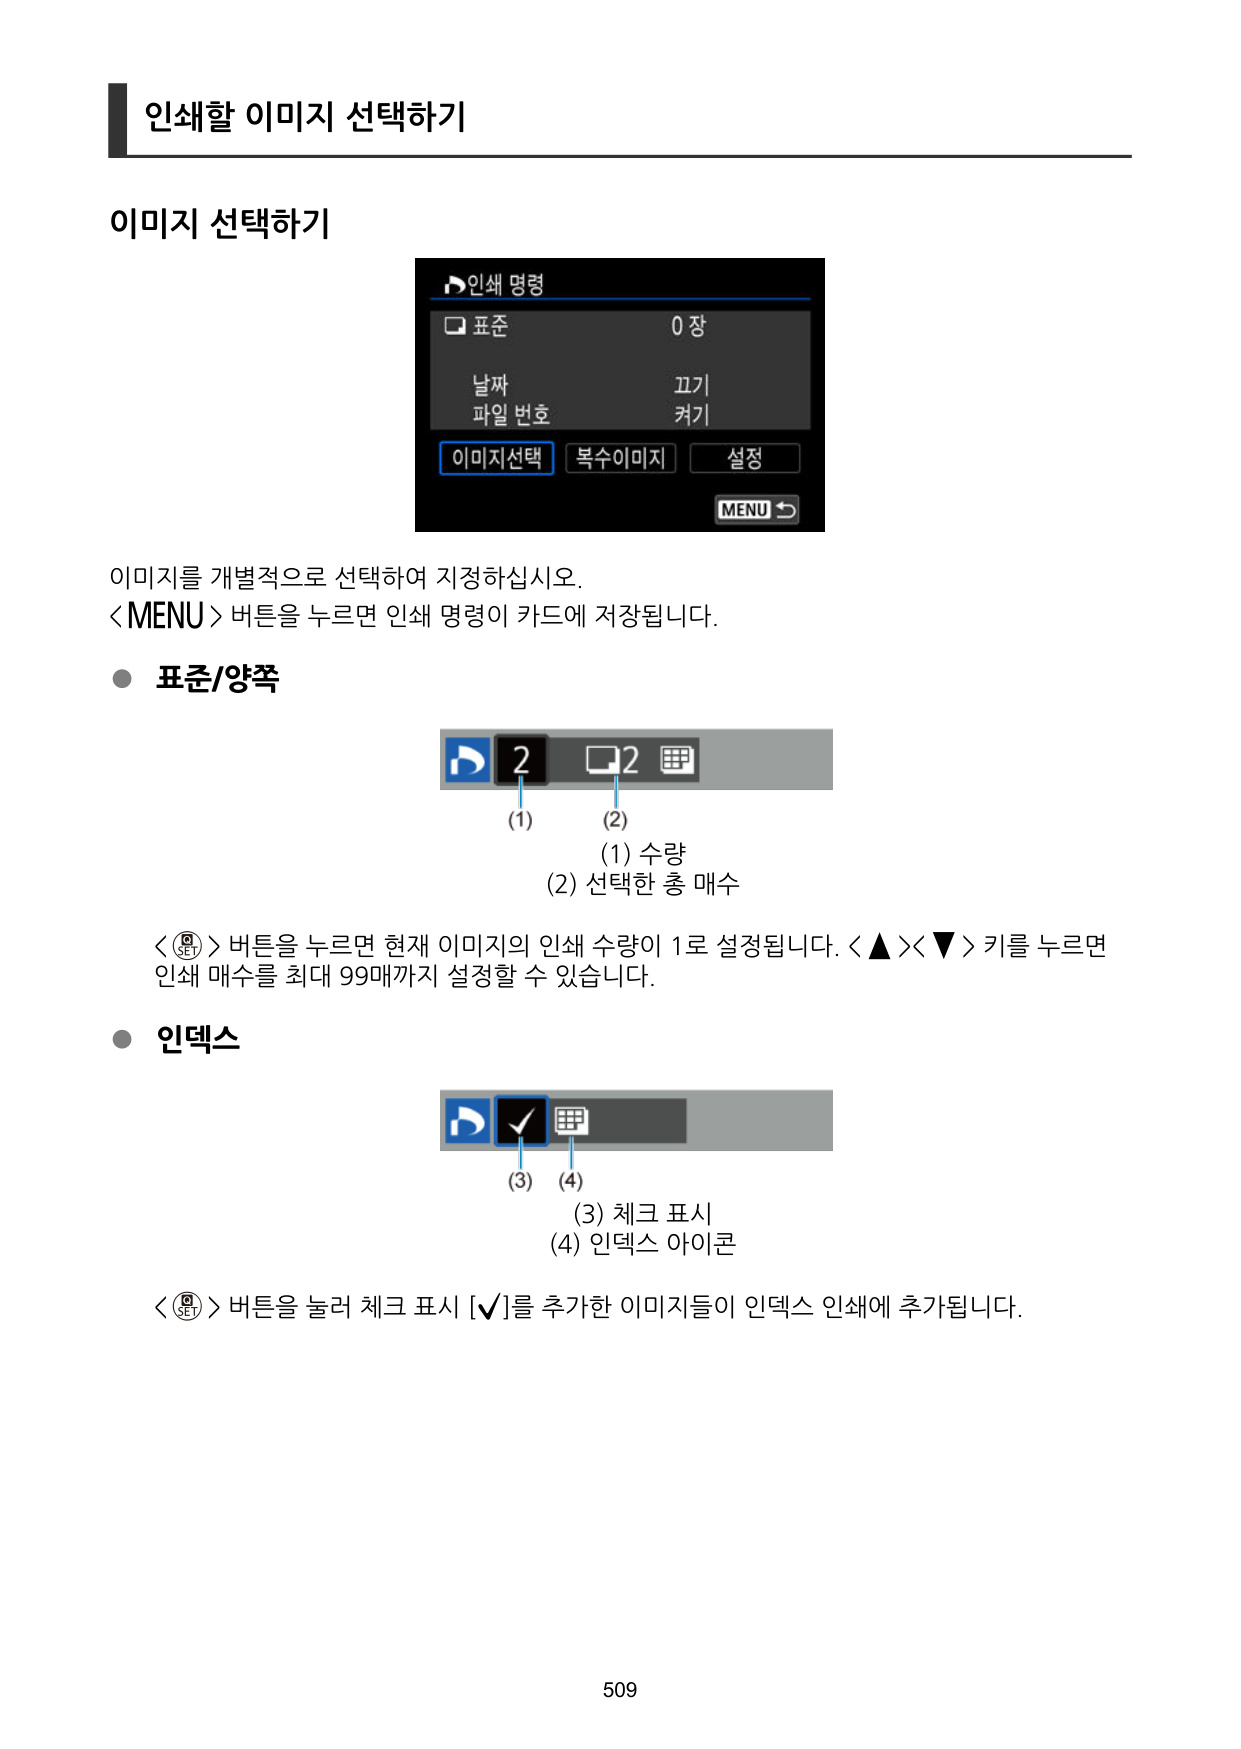 인쇄할 이미지 선택하기
이미지 선택하기
인쇄 명령
표준 0 장
날짜 끄기
파일 번호 켜기
이미지선택 복수이미지 설정
MENU
이미지를 개별적으로 선택하여 지정하십시오.
<MENU> 버튼을 누르면 인쇄 명령이 카드에 저장됩니다.
● 표준/양쪽
2 2
(1) (2)
(1) 수량
(2) 선택한 총 매수
<Q SET> 버튼을 누르면 현재 이미지의 인쇄 수량이 1로 설정됩니다. <▲><▼> 키를 누르면
인쇄 매수를 최대 99매까지 설정할 수 있습니다.
● 인덱스
✓
(3) (4)
(3) 체크 표시
(4) 인덱스 아이콘
<Q SET> 버튼을 눌러 체크 표시 [✓]를 추가한 이미지들이 인덱스 인쇄에 추가됩니다.
509